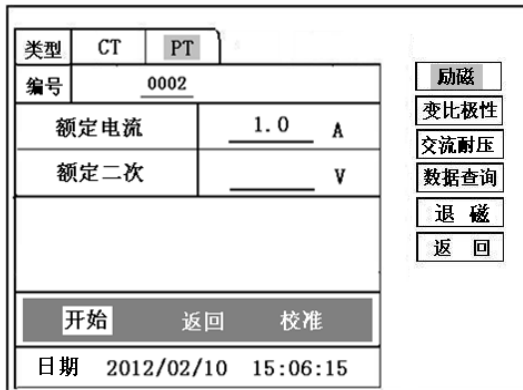 类型 CT PT
编号 0002
额定电流 1.0 A
额定二次 V
开始 返回 校准
日期 2012/02/10 15:06:15
励磁
变比极性
交流耐压
数据查询
退 磁
返 回